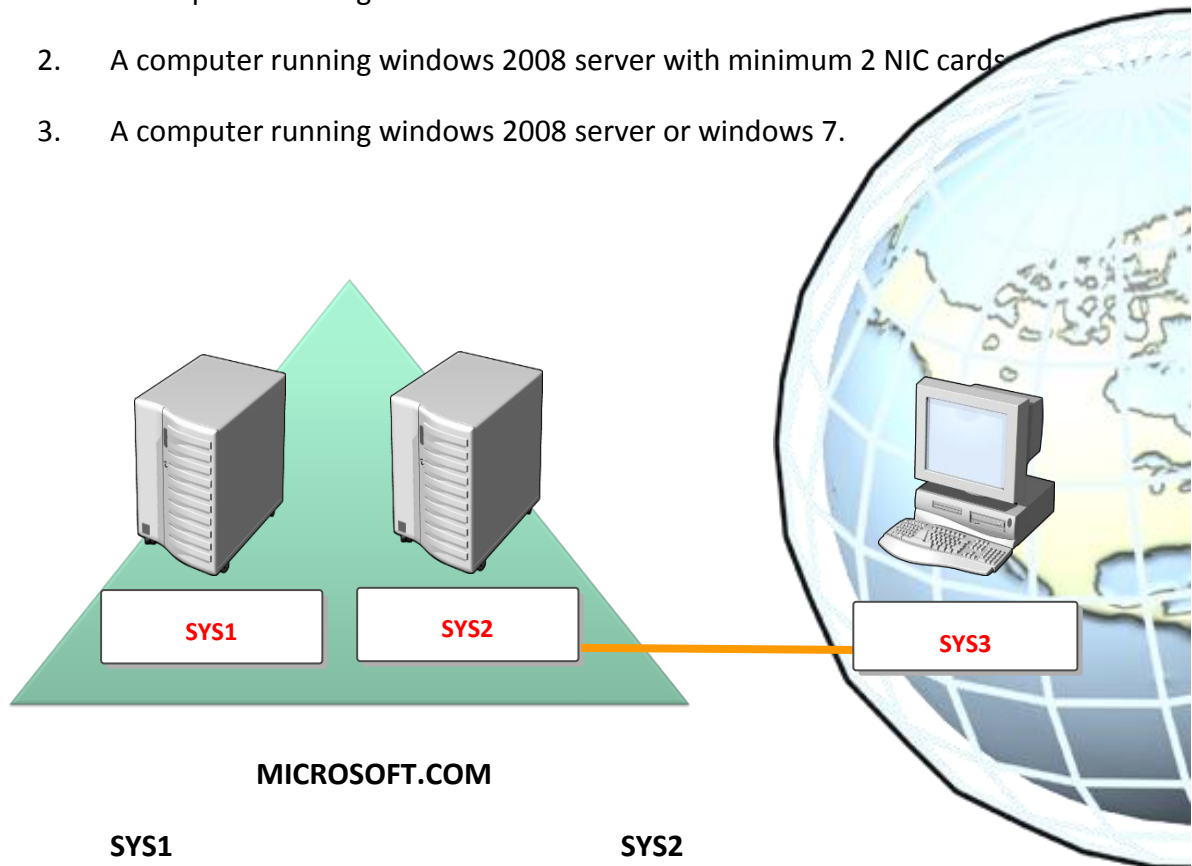 2. A computer running windows 2008 server with minimum 2 NIC cards
3. A computer running windows 2008 server or windows 7.
SYS1
SYS2
SYS3
MICROSOFT.COM
SYS1 SYS2